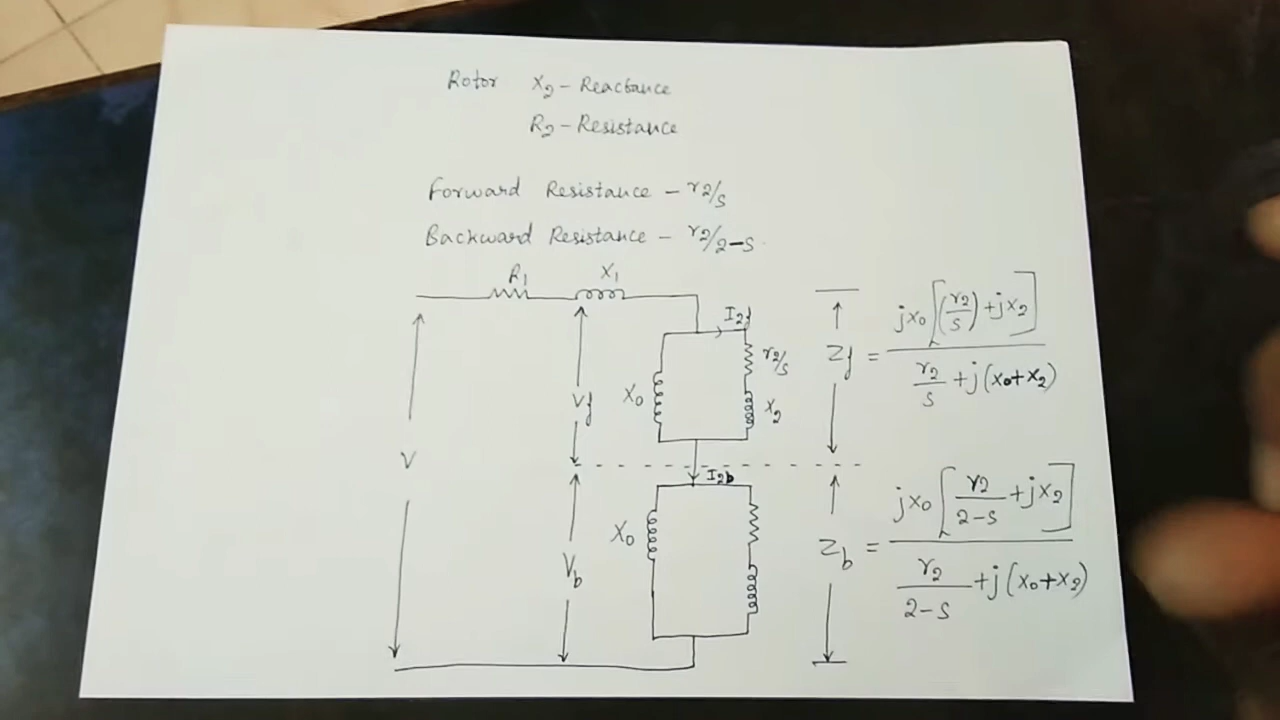 Rotor X2 - Reactance
R2 - Resistance
Forward Resistance - r2/s
Backward Resistance - r2/2-s
R1 X1
I2f
r2/s
X0
X2
Vf
V
Zf = jx0[(r2/s)+jx2] / r2/s +j(x0+x2)
I2b
X0
Vb
Zb = jx0[r2/2-s +jx2] / r2/2-s +j(x0+x2)